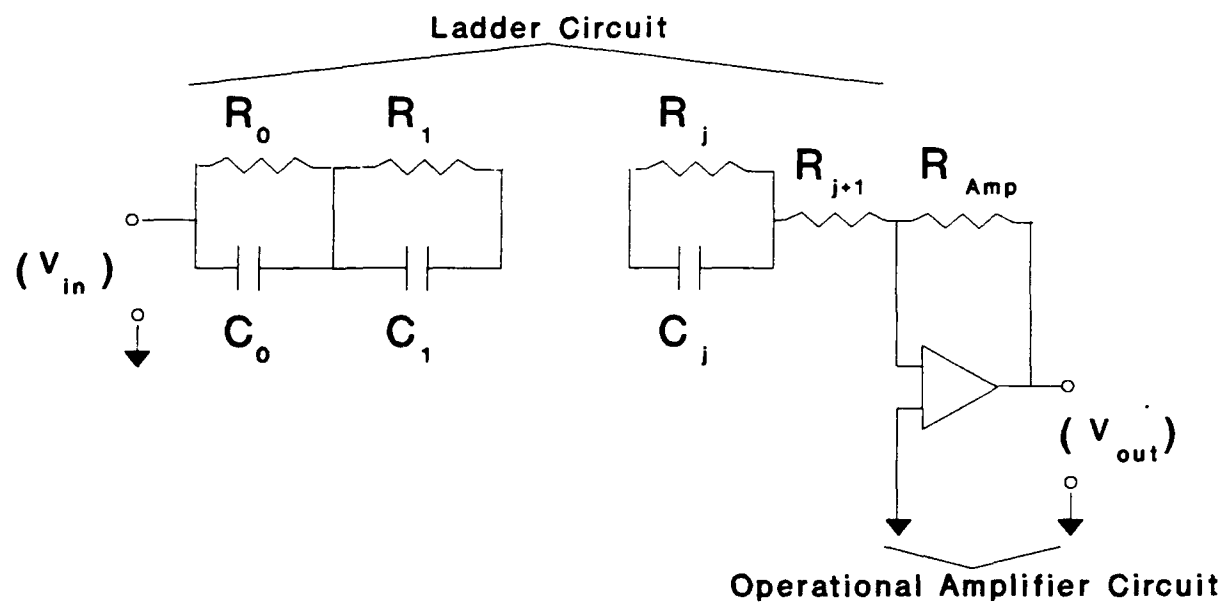 Ladder Circuit
R0 R1 Rj
Rj+1 RAmp
(Vin)
C0 C1 Cj
(Vout)
Operational Amplifier Circuit